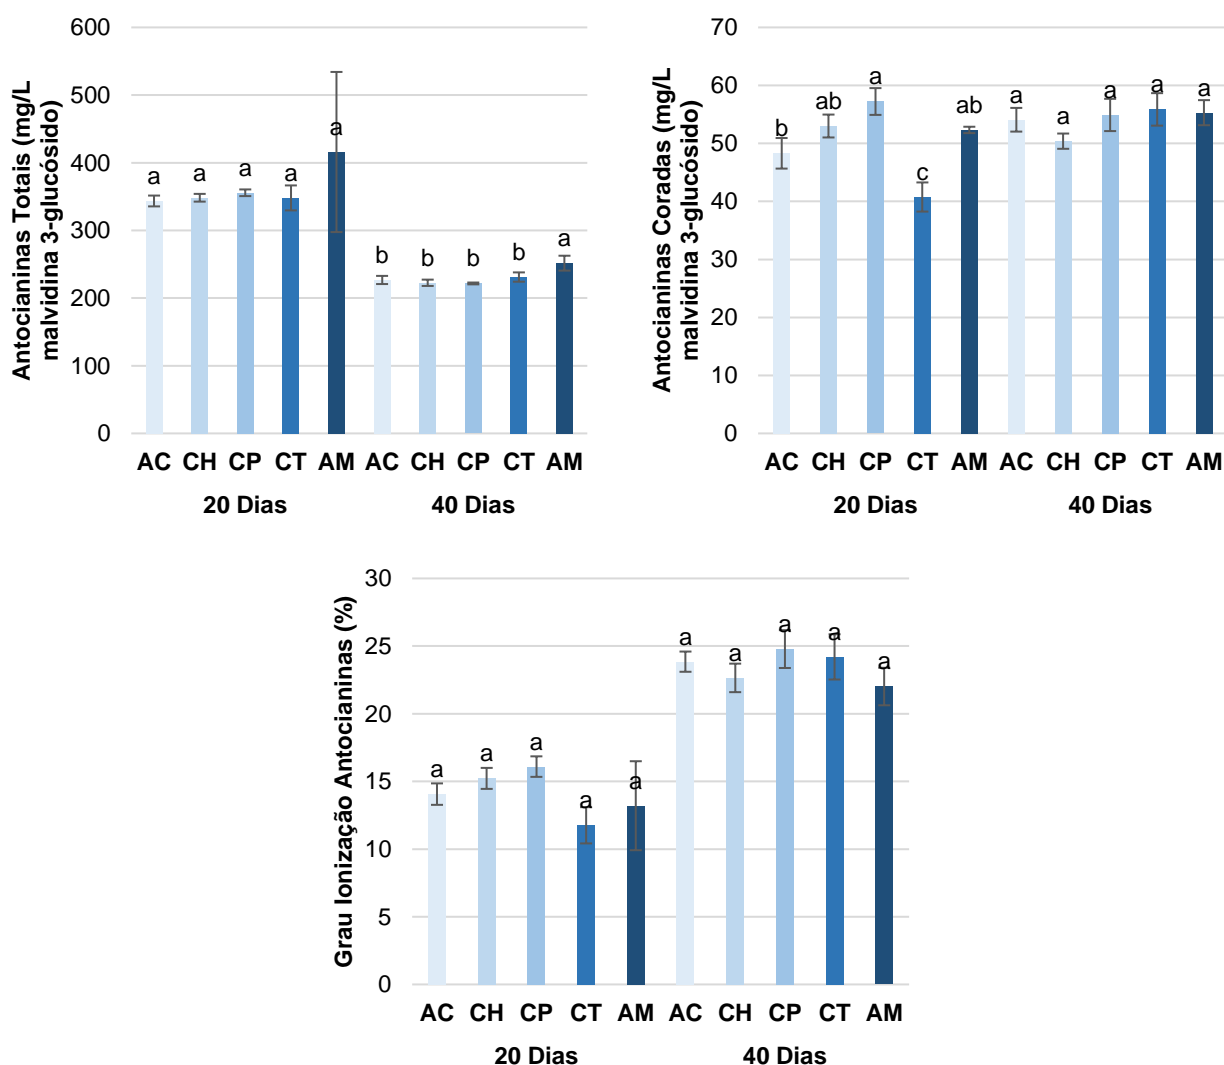 Antocianinas Totais (mg/L
malvidina 3-glucósido)
600
500
400
300
200
100
0
a a a a a b b b b a
AC CH CP CT AM AC CH CP CT AM
20 Dias 40 Dias
Antocianinas Coradas (mg/L
malvidina 3-glucósido)
70
60
50
40
30
20
10
0
b ab a c ab a a a a a
AC CH CP CT AM AC CH CP CT AM
20 Dias 40 Dias
Grau Ionização Antocianinas (%)
30
25
20
15
10
5
0
a a a a a a a a a a
AC CH CP CT AM AC CH CP CT AM
20 Dias 40 Dias